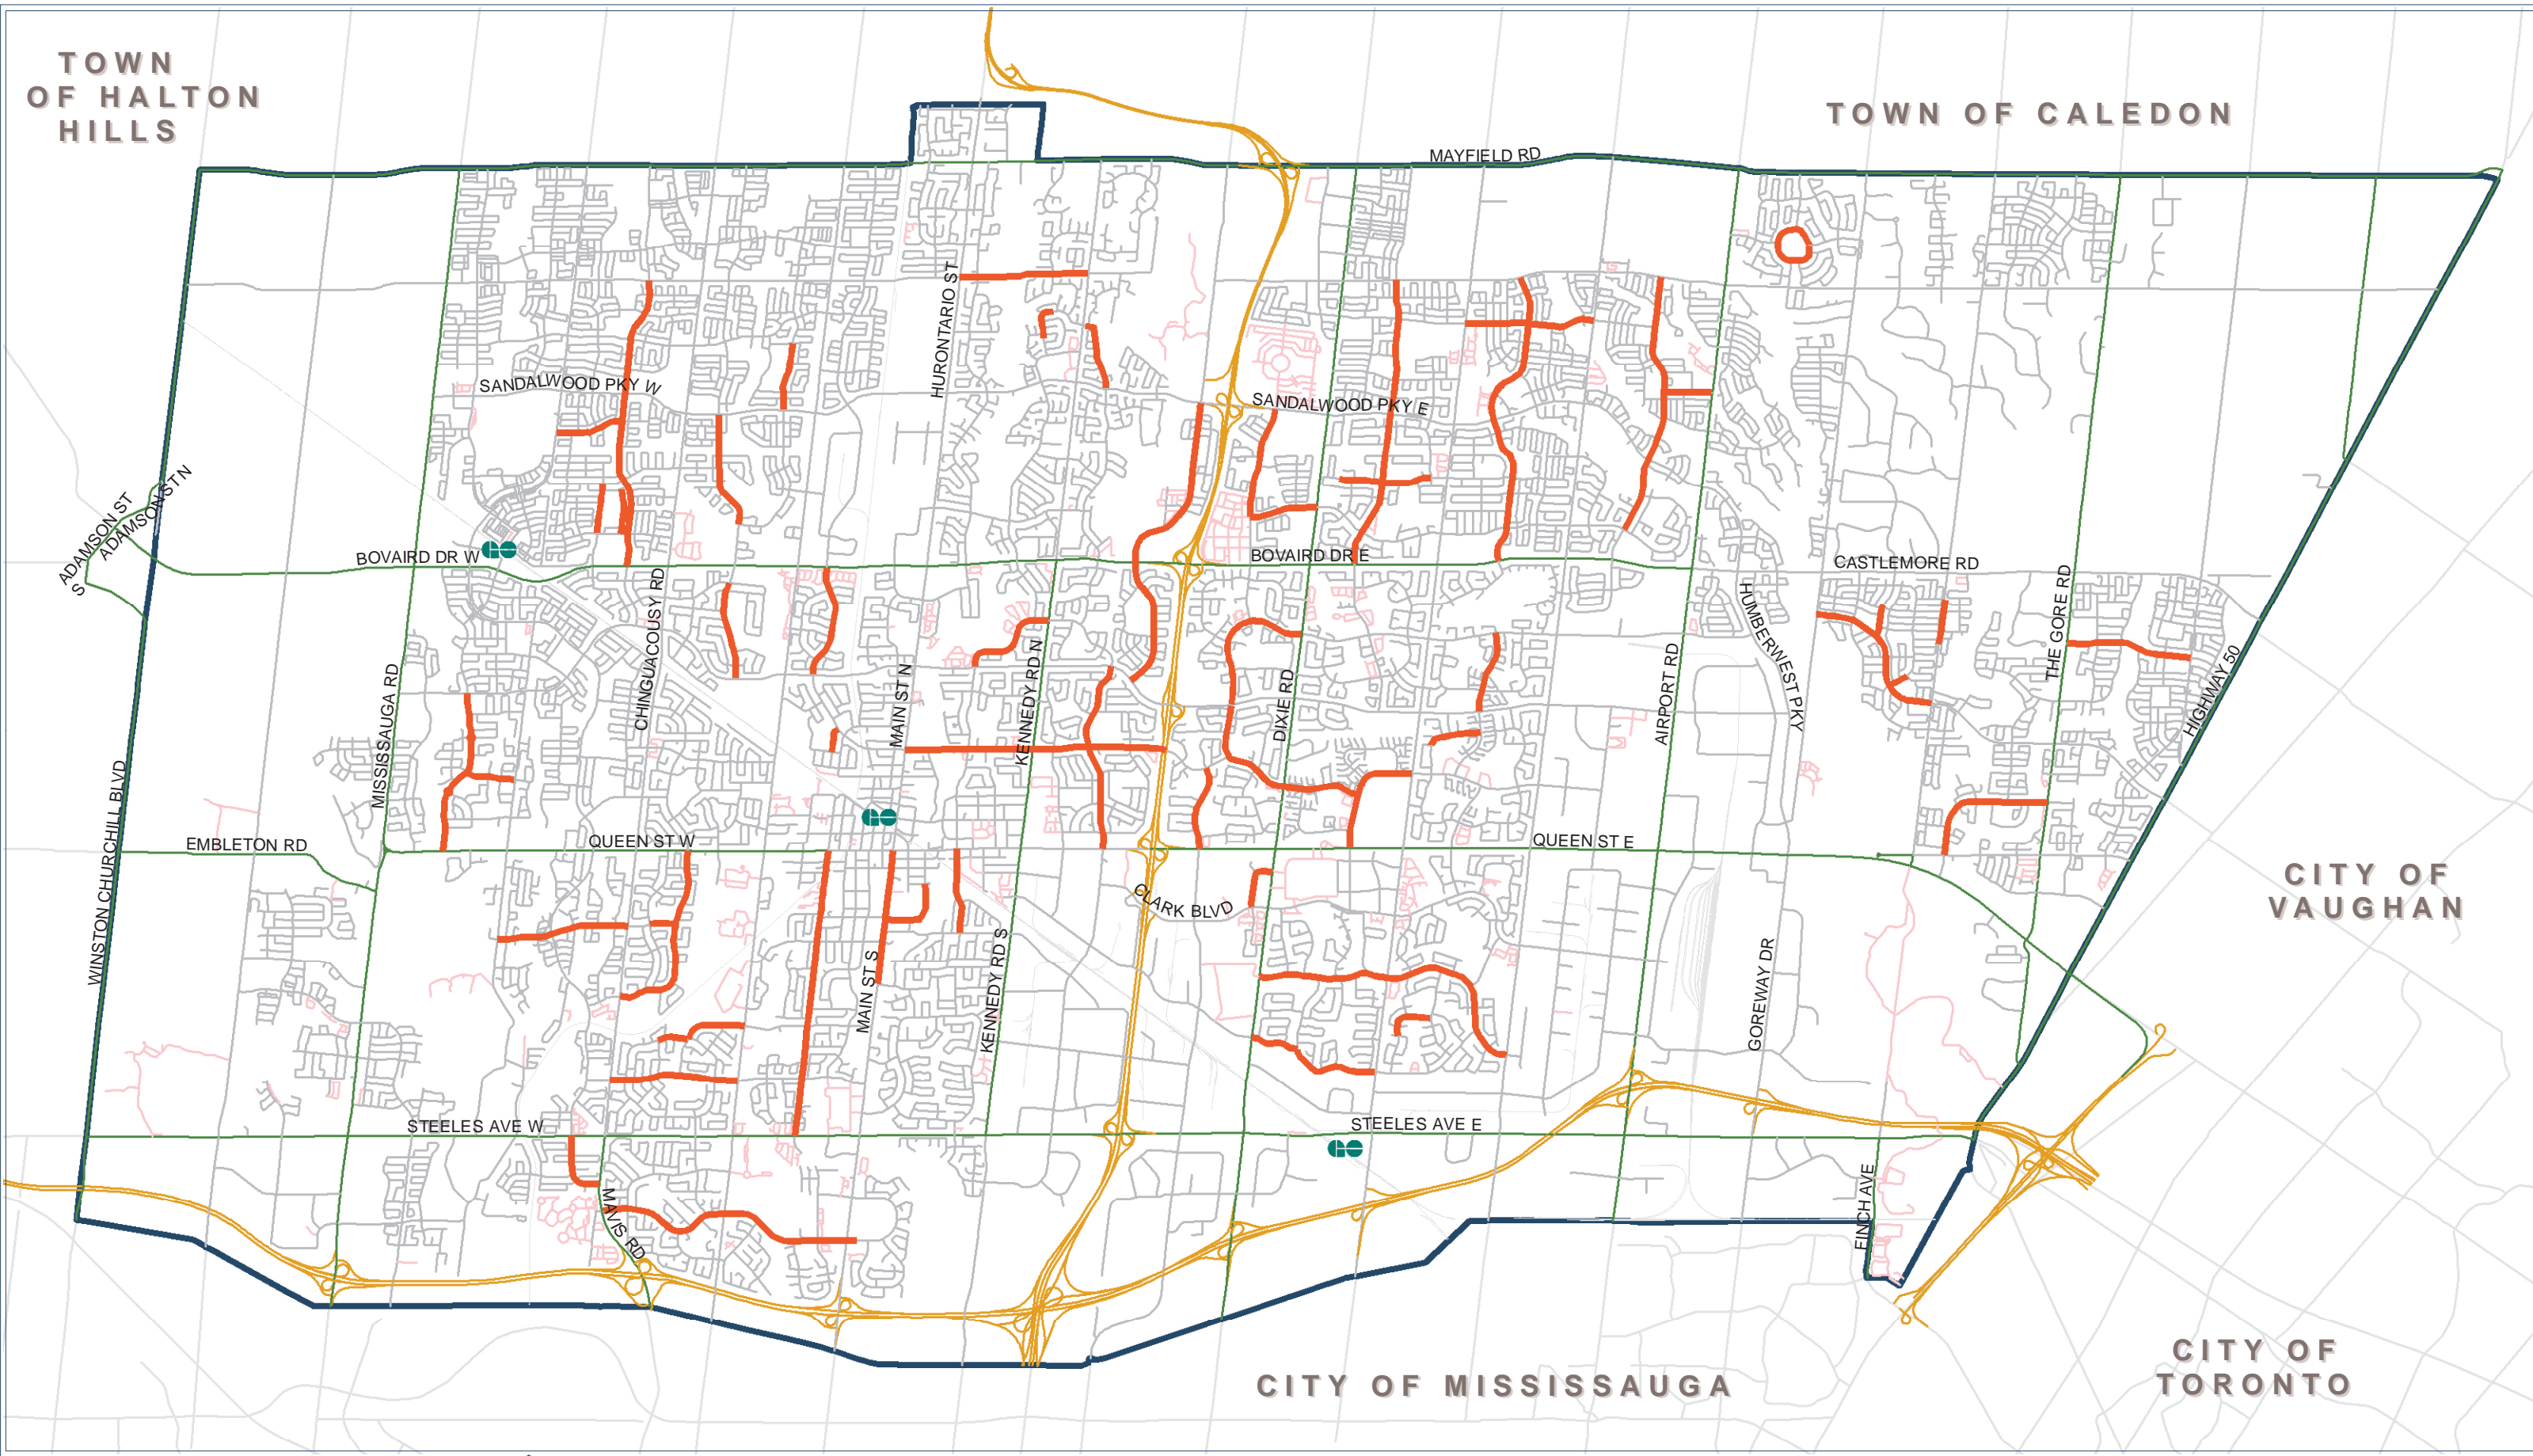 TOWN
OF HALTON
HILLS
TOWN OF CALEDON
MAYFIELD RD
HURONTARIO ST
SANDALWOOD PKY W
SANDALWOOD PKY E
ADAMSON ST N
ADAMSON ST
S
BOVAIRD DR W
BOVAIRD DR E
CASTLEMORE RD
CHINGUACOUSY RD
HUMBERWEST PKY
THE GORE RD
MISSISSAUGA RD
MAIN ST N
KENNEDY RD N
DIXIE RD
AIRPORT RD
HIGHWAY 50
WINSTON CHURCHILL BLVD
EMBLETON RD
QUEEN ST W
QUEEN ST E
CLARK BLVD
CITY OF
VAUGHAN
MAIN ST S
KENNEDY RD S
GOREWAY DR
STEELES AVE W
STEELES AVE E
MAVIS RD
FINCH AVE
CITY OF MISSISSAUGA
CITY OF
TORONTO